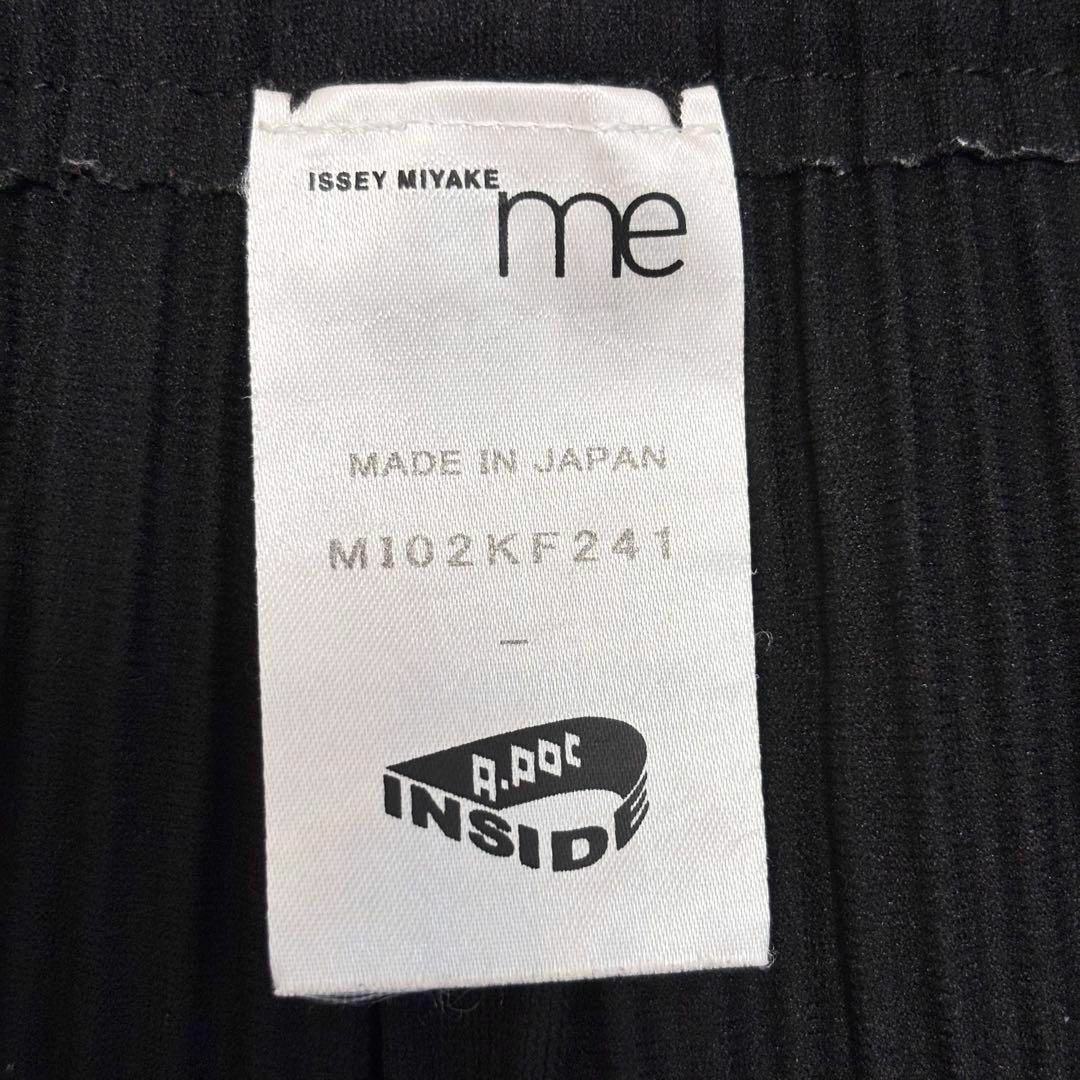 ISSEY MIYAKE
me
MADE IN JAPAN
MI02KF241
–
A.POC
INSIDE